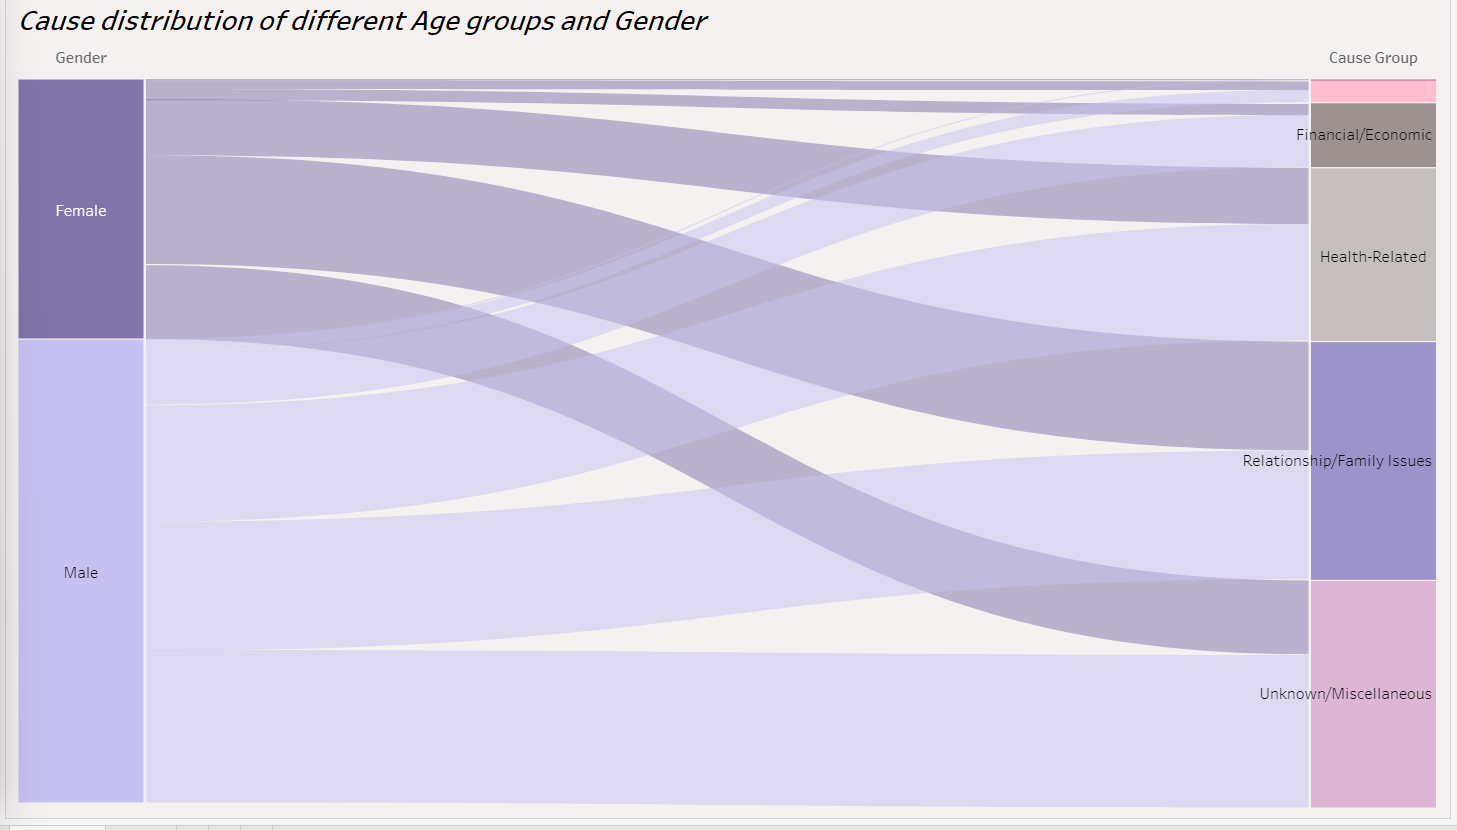 Cause distribution of different Age groups and Gender
Gender
Cause Group
Financial/Economic
Female
Health-Related
Relationship/Family Issues
Male
Unknown/Miscellaneous